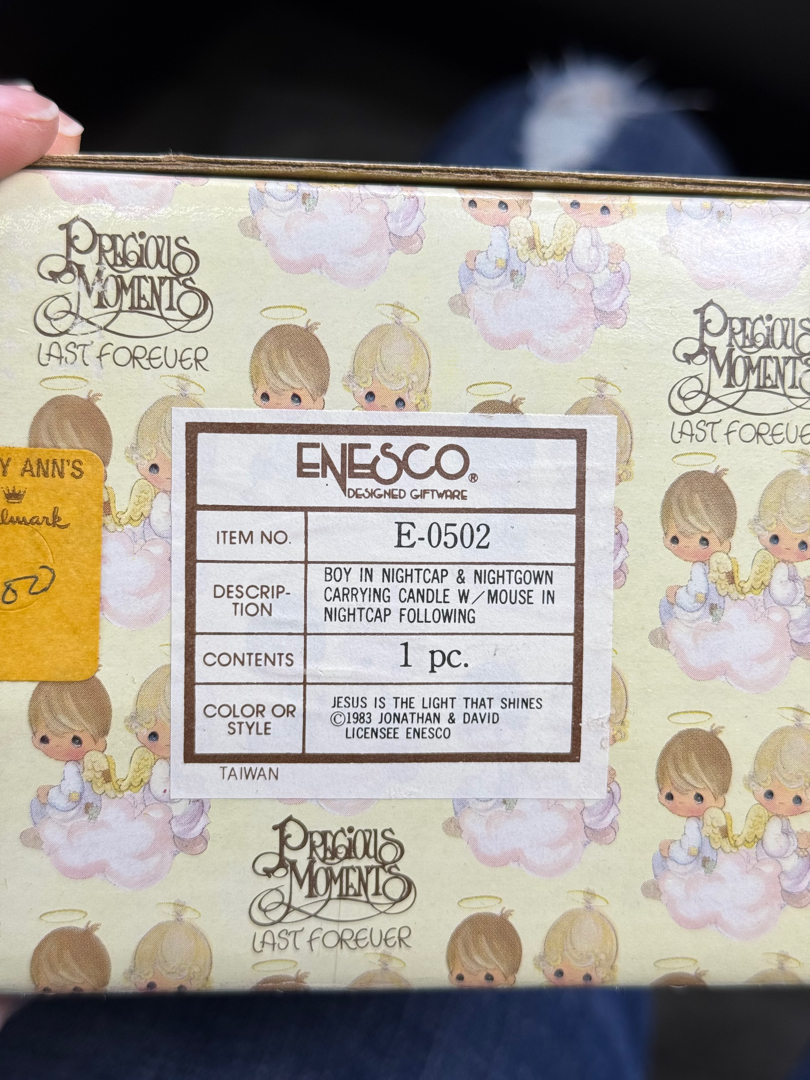 PRECIOUS
MOMENTS
LAST FOREVER
PRECIOUS
MOMENTS
LAST FOREVER
Y ANN'S
ENESCO®
DESIGNED GIFTWARE
ITEM NO. E-0502
DESCRIP-
TION
BOY IN NIGHTCAP & NIGHTGOWN
CARRYING CANDLE W/MOUSE IN
NIGHTCAP FOLLOWING
CONTENTS 1 pc.
COLOR OR
STYLE
JESUS IS THE LIGHT THAT SHINES
©1983 JONATHAN & DAVID
LICENSEE ENESCO
TAIWAN
PRECIOUS
MOMENTS
LAST FOREVER